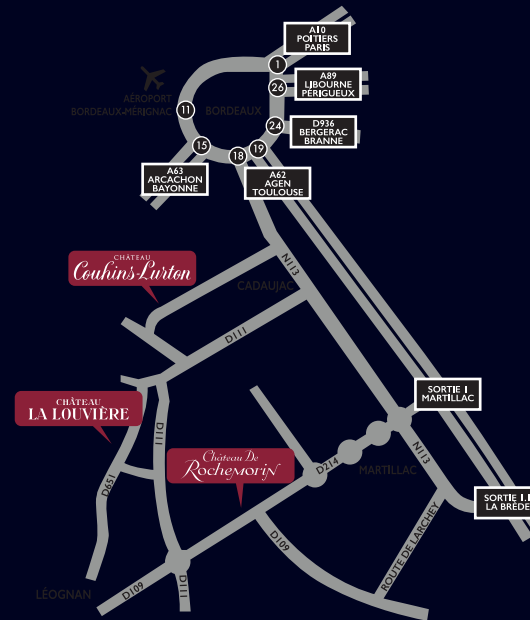 A10
POITIERS
PARIS
1
A89
LIBOURNE
PÉRIGUEUX
26
AÉROPORT
BORDEAUX-MÉRIGNAC
11
BORDEAUX
24
D936
BERGERAC
BRANNE
15
18
19
A63
ARCACHON
BAYONNE
A62
AGEN
TOULOUSE
CHÂTEAU
Couhins-Lurton
N113
CADAUJAC
D111
CHÂTEAU
LA LOUVIÈRE
D111
SORTIE 1
MARTILLAC
Château De
Rochemorin
D214
MARTILLAC
N113
D651
SORTIE 1.1
LA BRÈDE
D109
ROUTE DE LARCHEY
LÉOGNAN
D109
D111